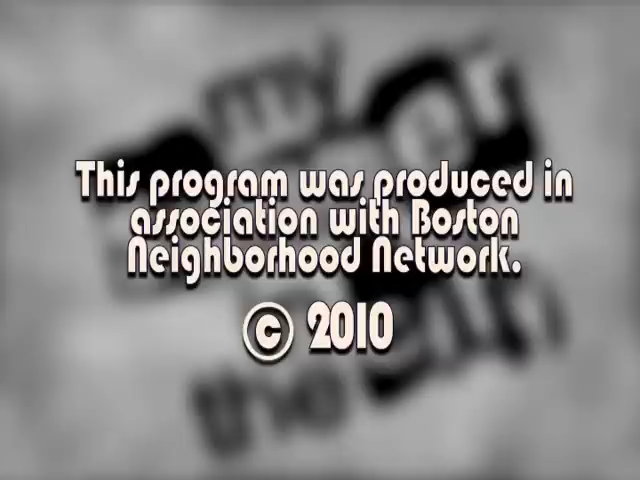 This program was produced in
association with Boston
Neighborhood Network.
© 2010